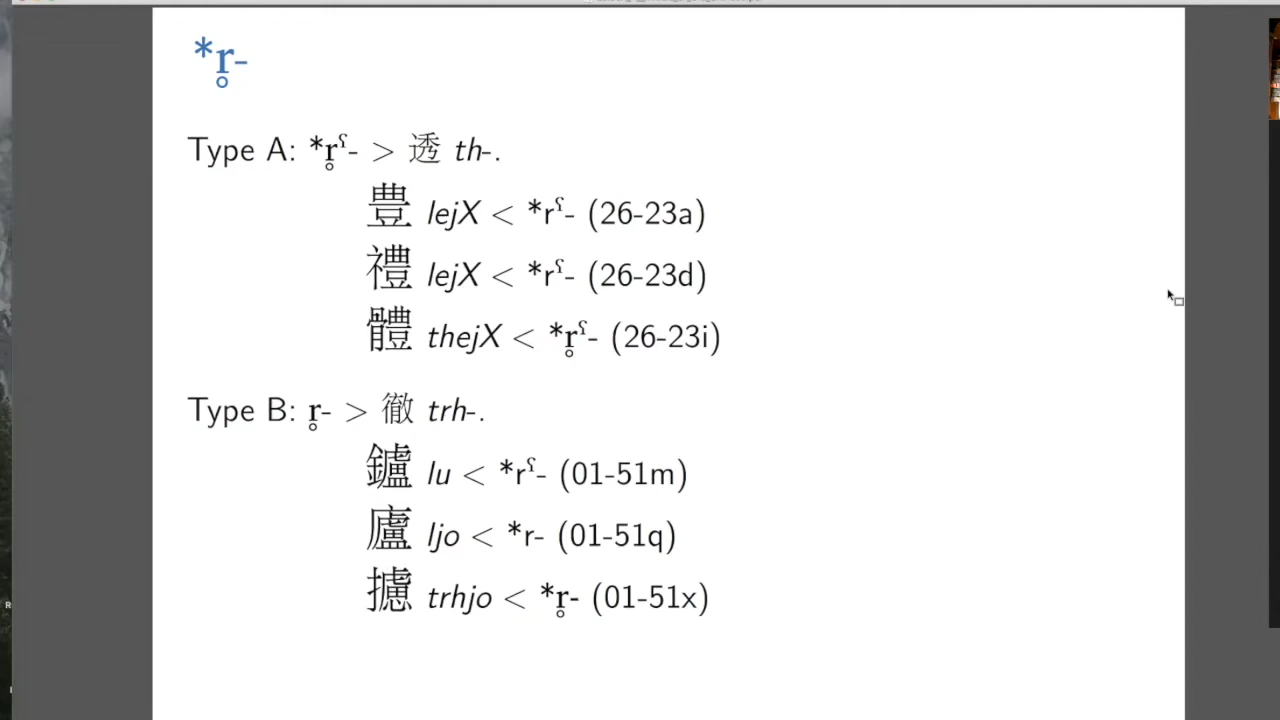 *r̥-
Type A: *r̥ˤ- > 透 th-.
豊 lejX < *rˤ- (26-23a)
禮 lejX < *rˤ- (26-23d)
體 thejX < *r̥ˤ- (26-23i)
Type B: r̥- > 徹 trh-.
鑪 lu < *rˤ- (01-51m)
廬 ljo < *r- (01-51q)
攄 trhjo < *r̥- (01-51x)